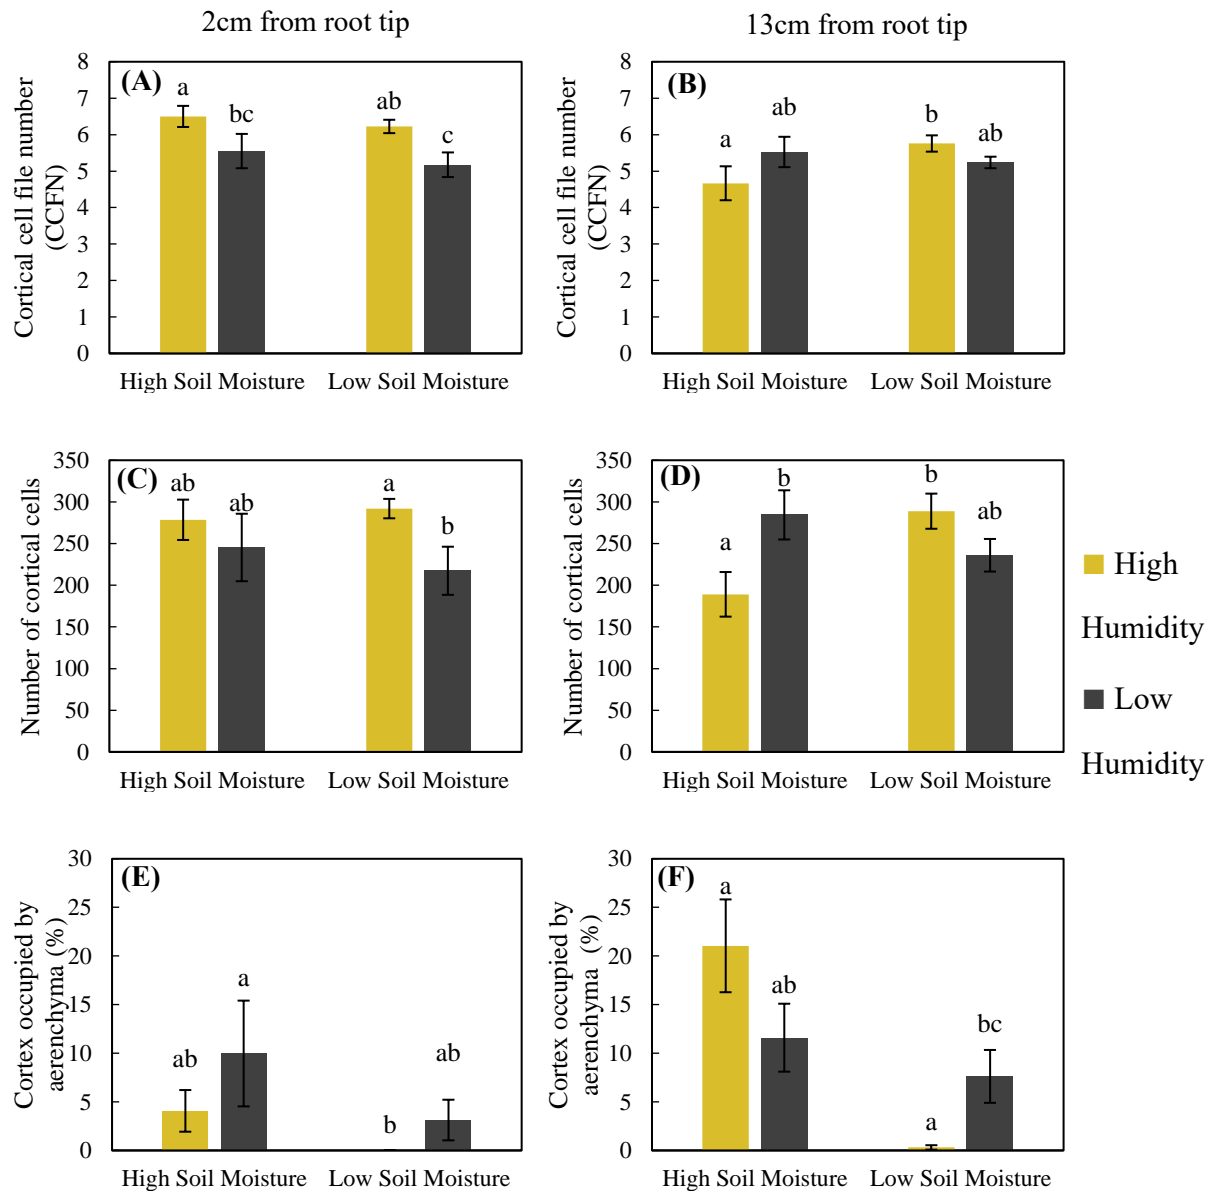 2cm from root tip
13cm from root tip
Cortical cell file number
(CCFN)
8
7
6
5
4
3
2
1
0
(A)
a
bc
ab
c
High Soil Moisture
Low Soil Moisture
Cortical cell file number
(CCFN)
8
7
6
5
4
3
2
1
0
(B)
a
ab
b
ab
High Soil Moisture
Low Soil Moisture
Number of cortical cells
350
300
250
200
150
100
50
0
(C)
ab
ab
a
b
High Soil Moisture
Low Soil Moisture
Number of cortical cells
350
300
250
200
150
100
50
0
(D)
a
b
b
ab
High Soil Moisture
Low Soil Moisture
High
Humidity
Low
Humidity
Cortex occupied by
aerenchyma (%)
30
25
20
15
10
5
0
(E)
ab
a
b
ab
High Soil Moisture
Low Soil Moisture
Cortex occupied by
aerenchyma (%)
30
25
20
15
10
5
0
(F)
a
ab
a
bc
High Soil Moisture
Low Soil Moisture